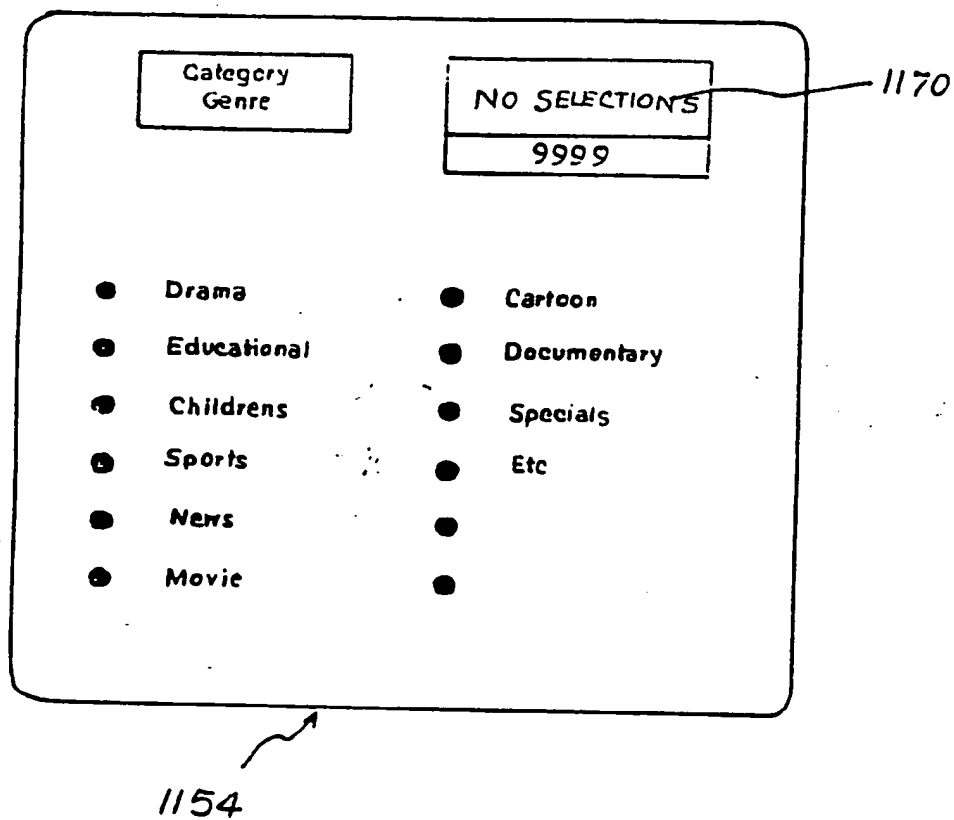 Category
Genre
NO SELECTIONS
1170
9999
Drama
Educational
Childrens
Sports
News
Movie
Cartoon
Documentary
Specials
Etc
1154